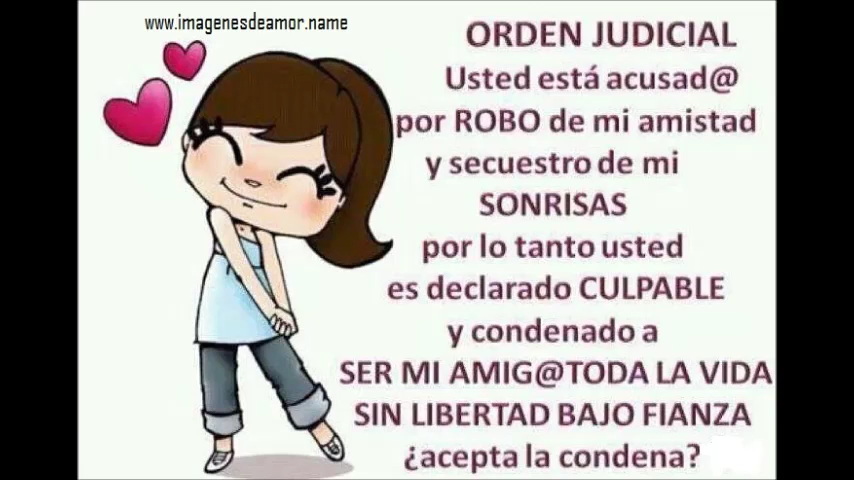 www.imagenesdeamor.name
ORDEN JUDICIAL
Usted está acusad@
por ROBO de mi amistad
y secuestro de mi
SONRISAS
por lo tanto usted
es declarado CULPABLE
y condenado a
SER MI AMIG@TODA LA VIDA
SIN LIBERTAD BAJO FIANZA
¿acepta la condena?